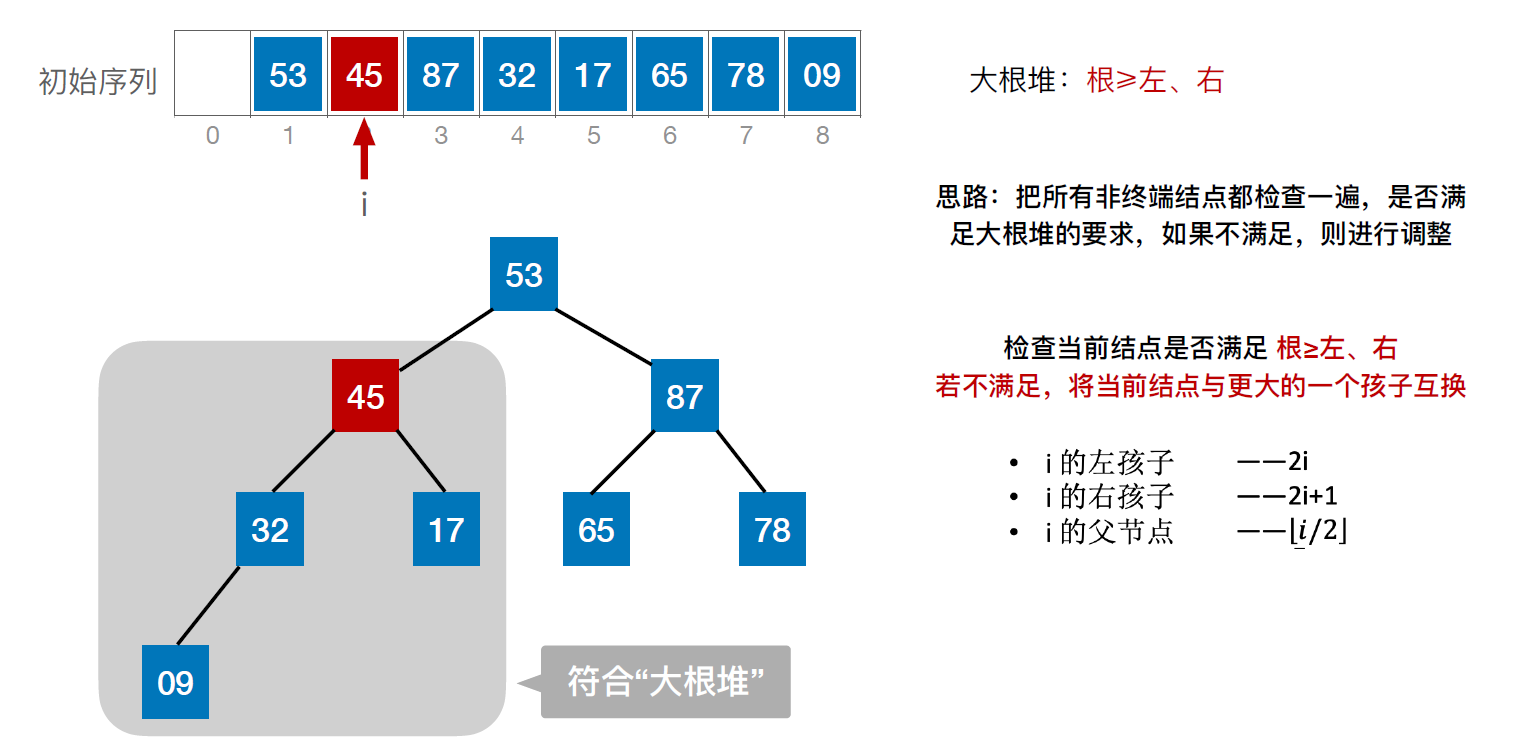 初始序列 53 45 87 32 17 65 78 09
0 1 3 4 5 6 7 8
i
大根堆：根≥左、右
思路：把所有非终端结点都检查一遍，是否满
足大根堆的要求，如果不满足，则进行调整
检查当前结点是否满足 根≥左、右
若不满足，将当前结点与更大的一个孩子互换
• i 的左孩子 ——2i
• i 的右孩子 ——2i+1
• i 的父节点 ——⌊i/2⌋
53
45 87
32 17 65 78
09
符合“大根堆”